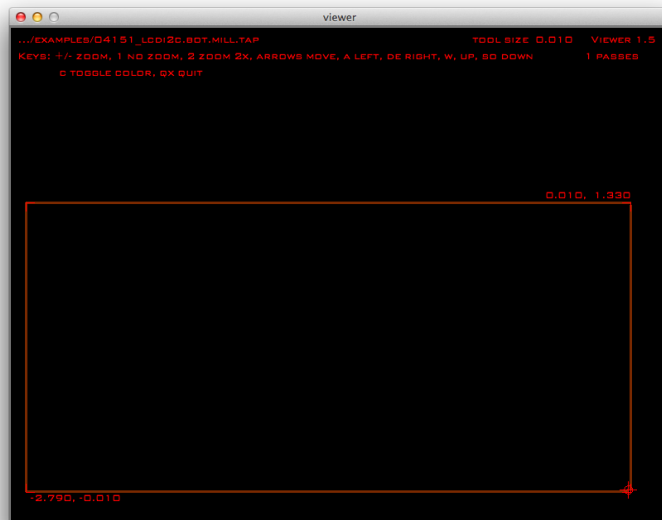 viewer
.../EXAMPLES/04151_LCDI2C.BOT.MILL.TAP TOOL SIZE 0.010 VIEWER 1.5
KEYS: +/- ZOOM, 1 NO ZOOM, 2 ZOOM 2X, ARROWS MOVE, A LEFT, DE RIGHT, W, UP, SD DOWN 1 PASSES
C TOGGLE COLOR, QX QUIT
0.010, 1.330
-2.790, -0.010